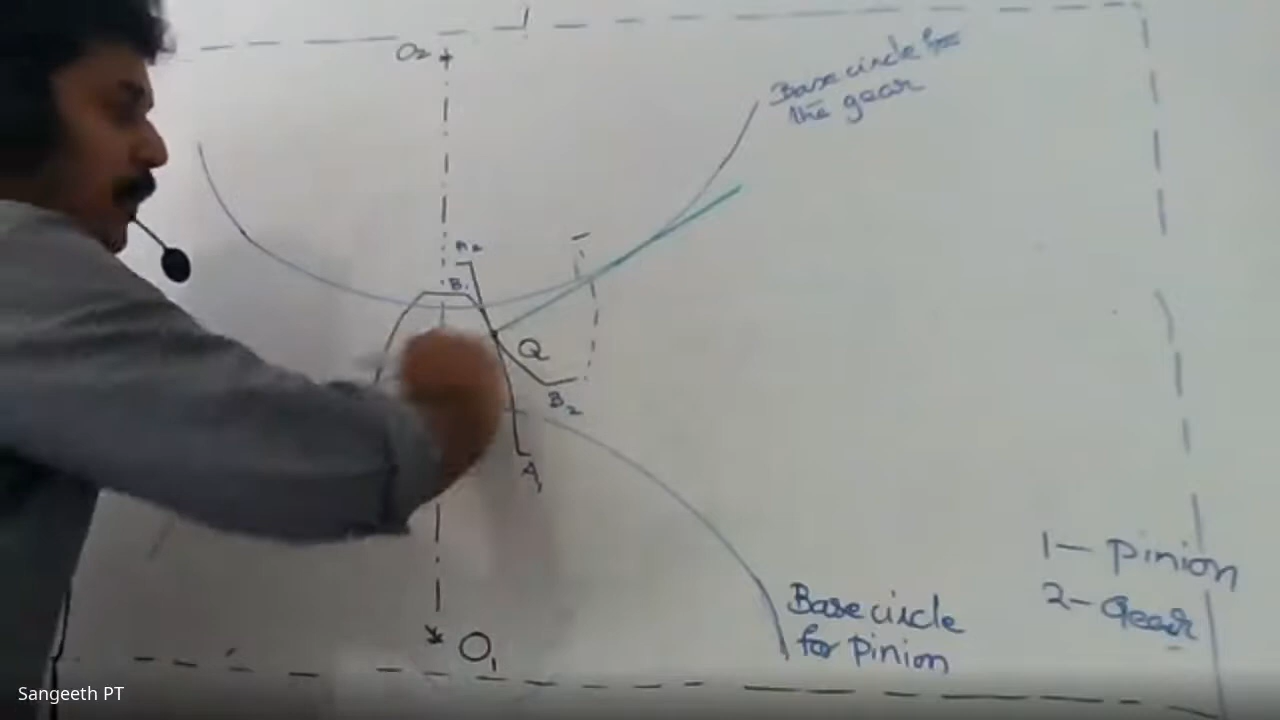 O₂
Base circle for
the gear
A₂
B₁
Q
B₂
A₁
1 - Pinion
2 - Gear
Base circle
for Pinion
O₁
Sangeeth PT